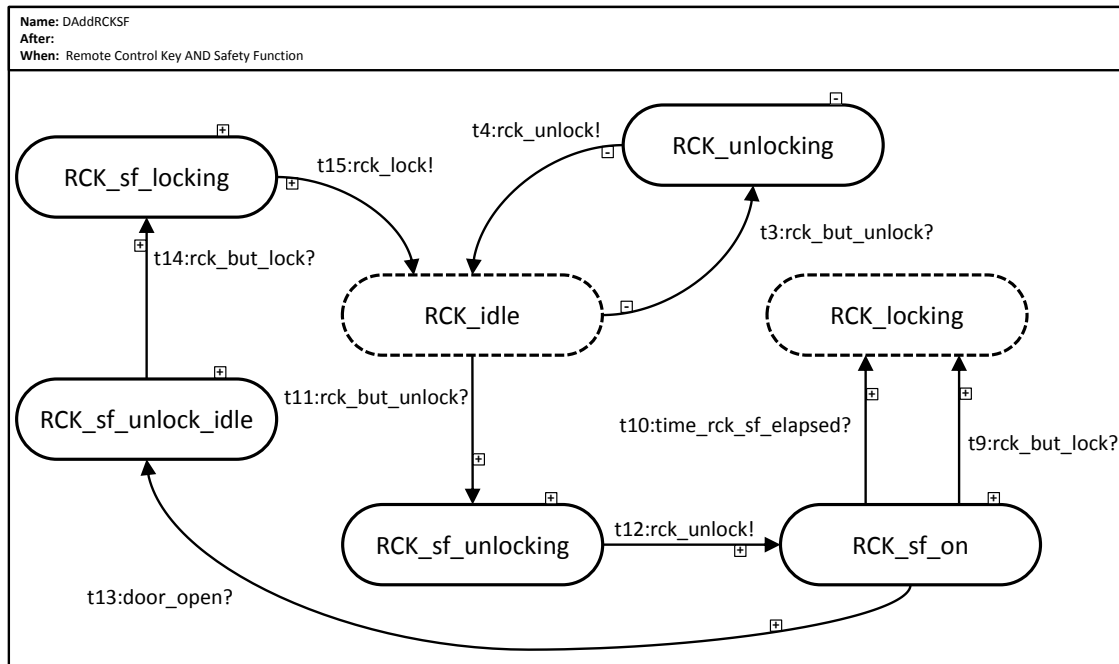 Name: DAddRCKSF
After:
When: Remote Control Key AND Safety Function
+
-
t4:rck_unlock!
RCK_unlocking
-
RCK_sf_locking
t15:rck_lock!
+
t3:rck_but_unlock?
+
t14:rck_but_lock?
RCK_idle
-
RCK_locking
+
t11:rck_but_unlock?
+
+
RCK_sf_unlock_idle
t10:time_rck_sf_elapsed?
t9:rck_but_lock?
+
+
+
RCK_sf_unlocking
t12:rck_unlock!
+
RCK_sf_on
t13:door_open?
+